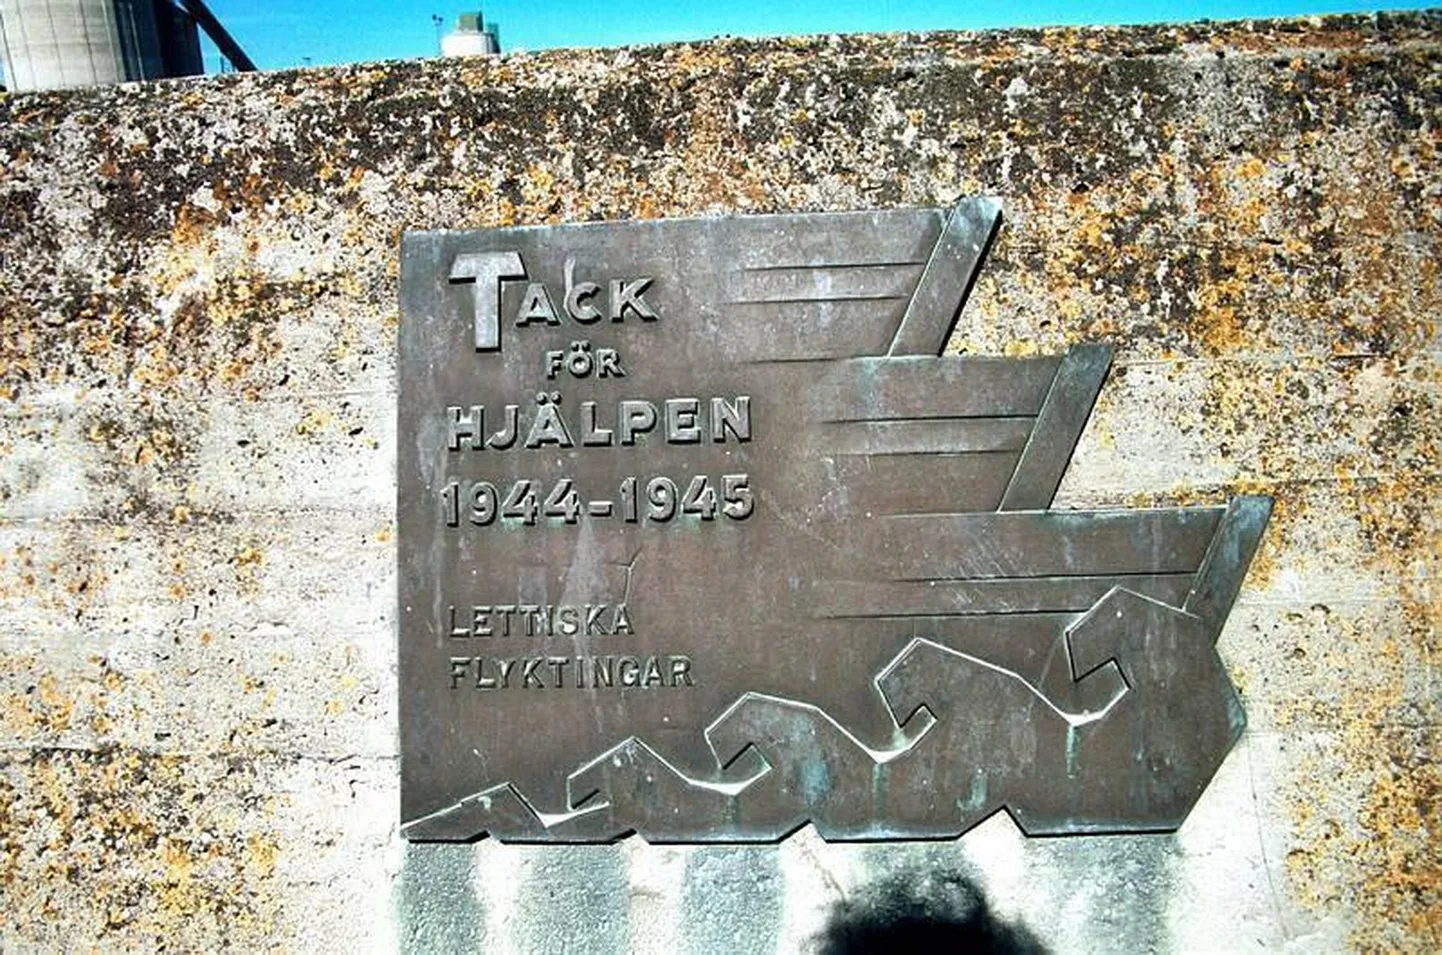 TACK
FÖR
HJÄLPEN
1944-1945
LETTISKA
FLYKTINGAR